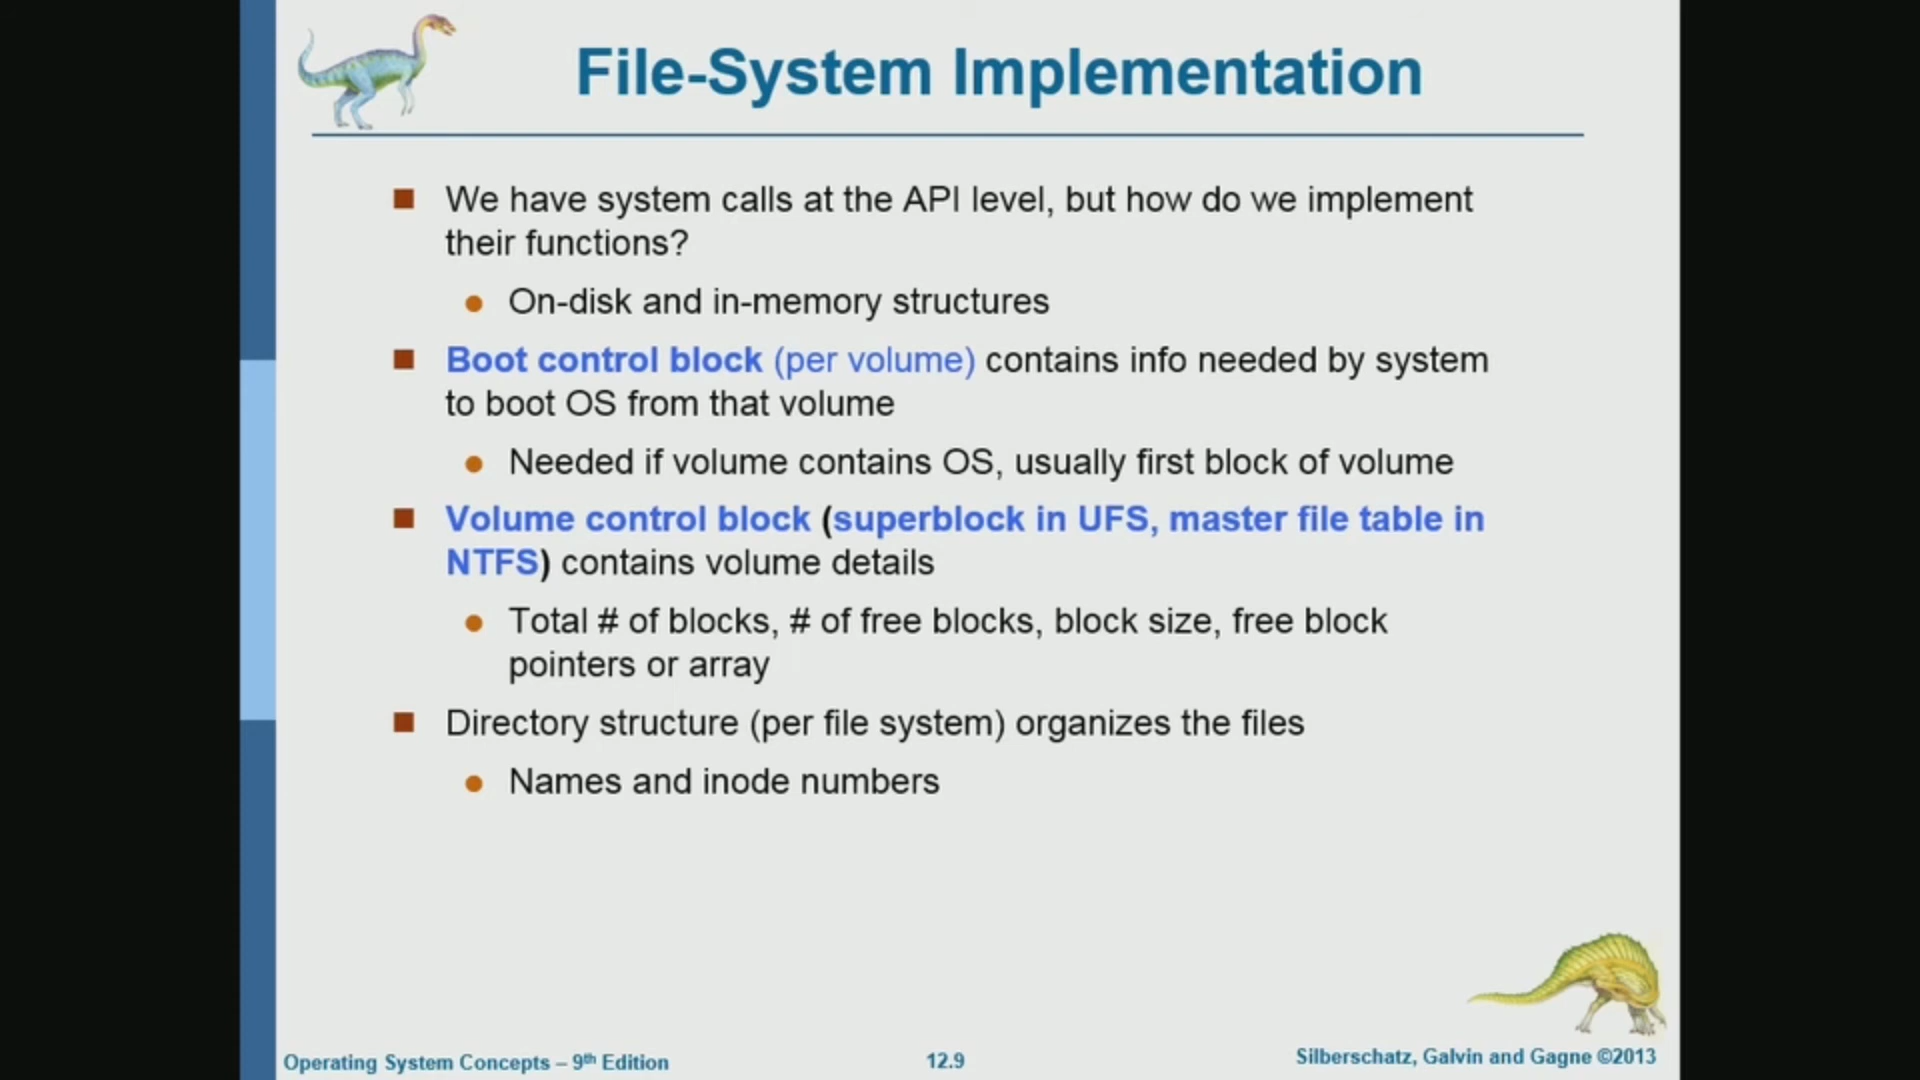 File-System Implementation
We have system calls at the API level, but how do we implement
their functions?
On-disk and in-memory structures
Boot control block (per volume) contains info needed by system
to boot OS from that volume
Needed if volume contains OS, usually first block of volume
Volume control block (superblock in UFS, master file table in
NTFS) contains volume details
Total # of blocks, # of free blocks, block size, free block
pointers or array
Directory structure (per file system) organizes the files
Names and inode numbers
Operating System Concepts – 9th Edition
12.9
Silberschatz, Galvin and Gagne ©2013